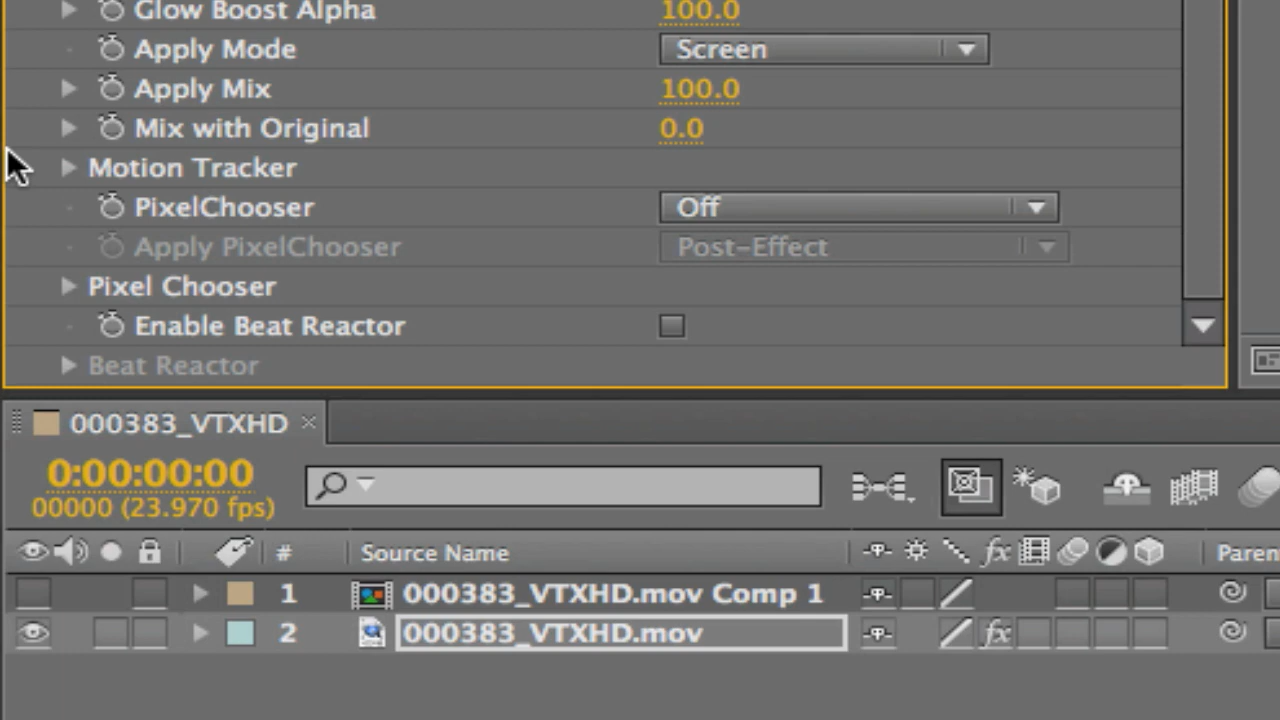 Glow Boost Alpha 100.0
Apply Mode Screen
Apply Mix 100.0
Mix with Original 0.0
Motion Tracker
PixelChooser Off
Apply PixelChooser Post-Effect
Pixel Chooser
Enable Beat Reactor
Beat Reactor
000383_VTXHD ×
0:00:00:00
00000 (23.970 fps)
# Source Name fx Paren
1 000383_VTXHD.mov Comp 1
2 000383_VTXHD.mov fx